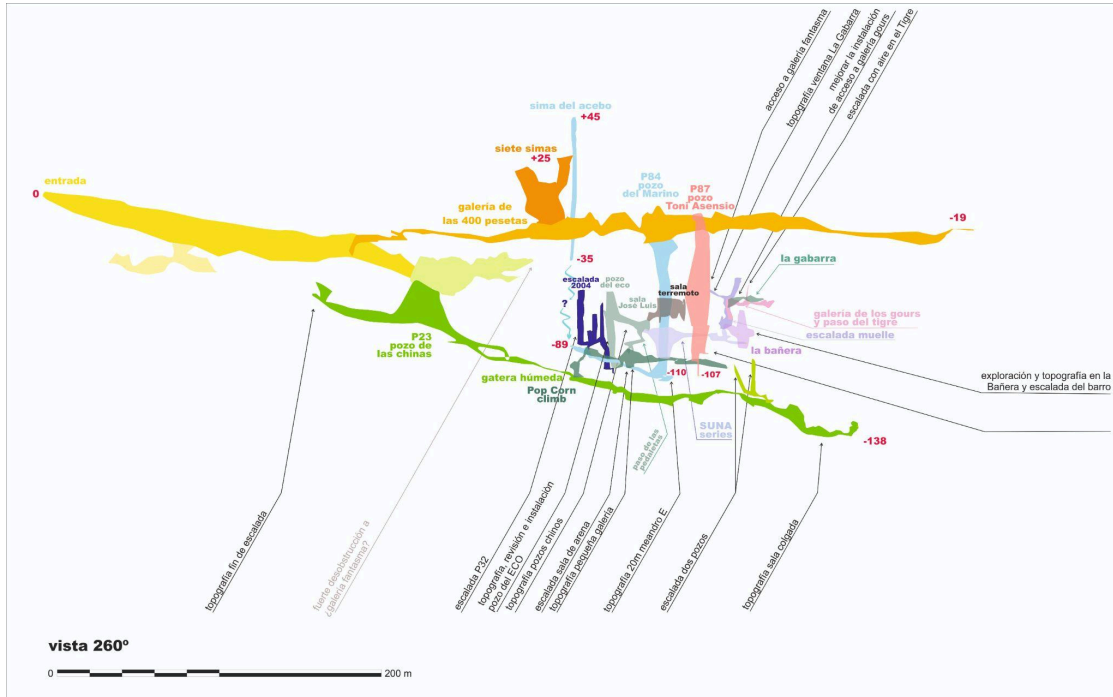 acceso a galería fantasma
topografía ventana La Gabarra
mejorar la instalación
de acceso a galería gours
escalada con aire en el Tigre
sima del acebo
+45
siete simas
+25
entrada
0
P84
pozo
del Marino
P87
pozo
Toni Asensio
galería de
las 400 pesetas
-19
-35
la gabarra
escalada
2004
pozo
del eco
sala
terremoto
sala
José Luis
?
galería de los gours
y paso del tigre
escalada muelle
P23
pozo de
las chinas
-89
la bañera
gatera húmeda
-110
-107
Pop Corn
climb
exploración y topografía en la
Bañera y escalada del barro
SUNA
series
-138
paso de las
pedaletas
topografía fin de escalada
fuerte desobstrucción a
¿galería fantasma?
escalada P32
topografía, revisión e instalación
pozo del ECO
topografía pozos chinos
escalada sala de arena
topografía pequeña galería
topografía 20m meandro E
escalada dos pozos
topografía sala colgada
vista 260º
0
200 m